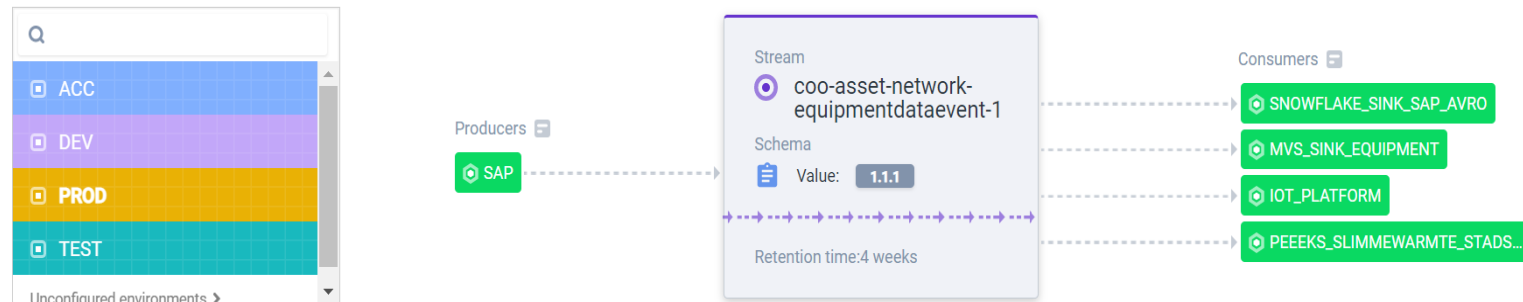 ACC
DEV
PROD
TEST
Unconfigured environments
Producers
SAP
Stream
coo-asset-network-
equipmentdataevent-1
Schema
Value: 1.1.1
Retention time:4 weeks
Consumers
SNOWFLAKE_SINK_SAP_AVRO
MVS_SINK_EQUIPMENT
IOT_PLATFORM
PEEEKS_SLIMMEWARMTE_STADS...